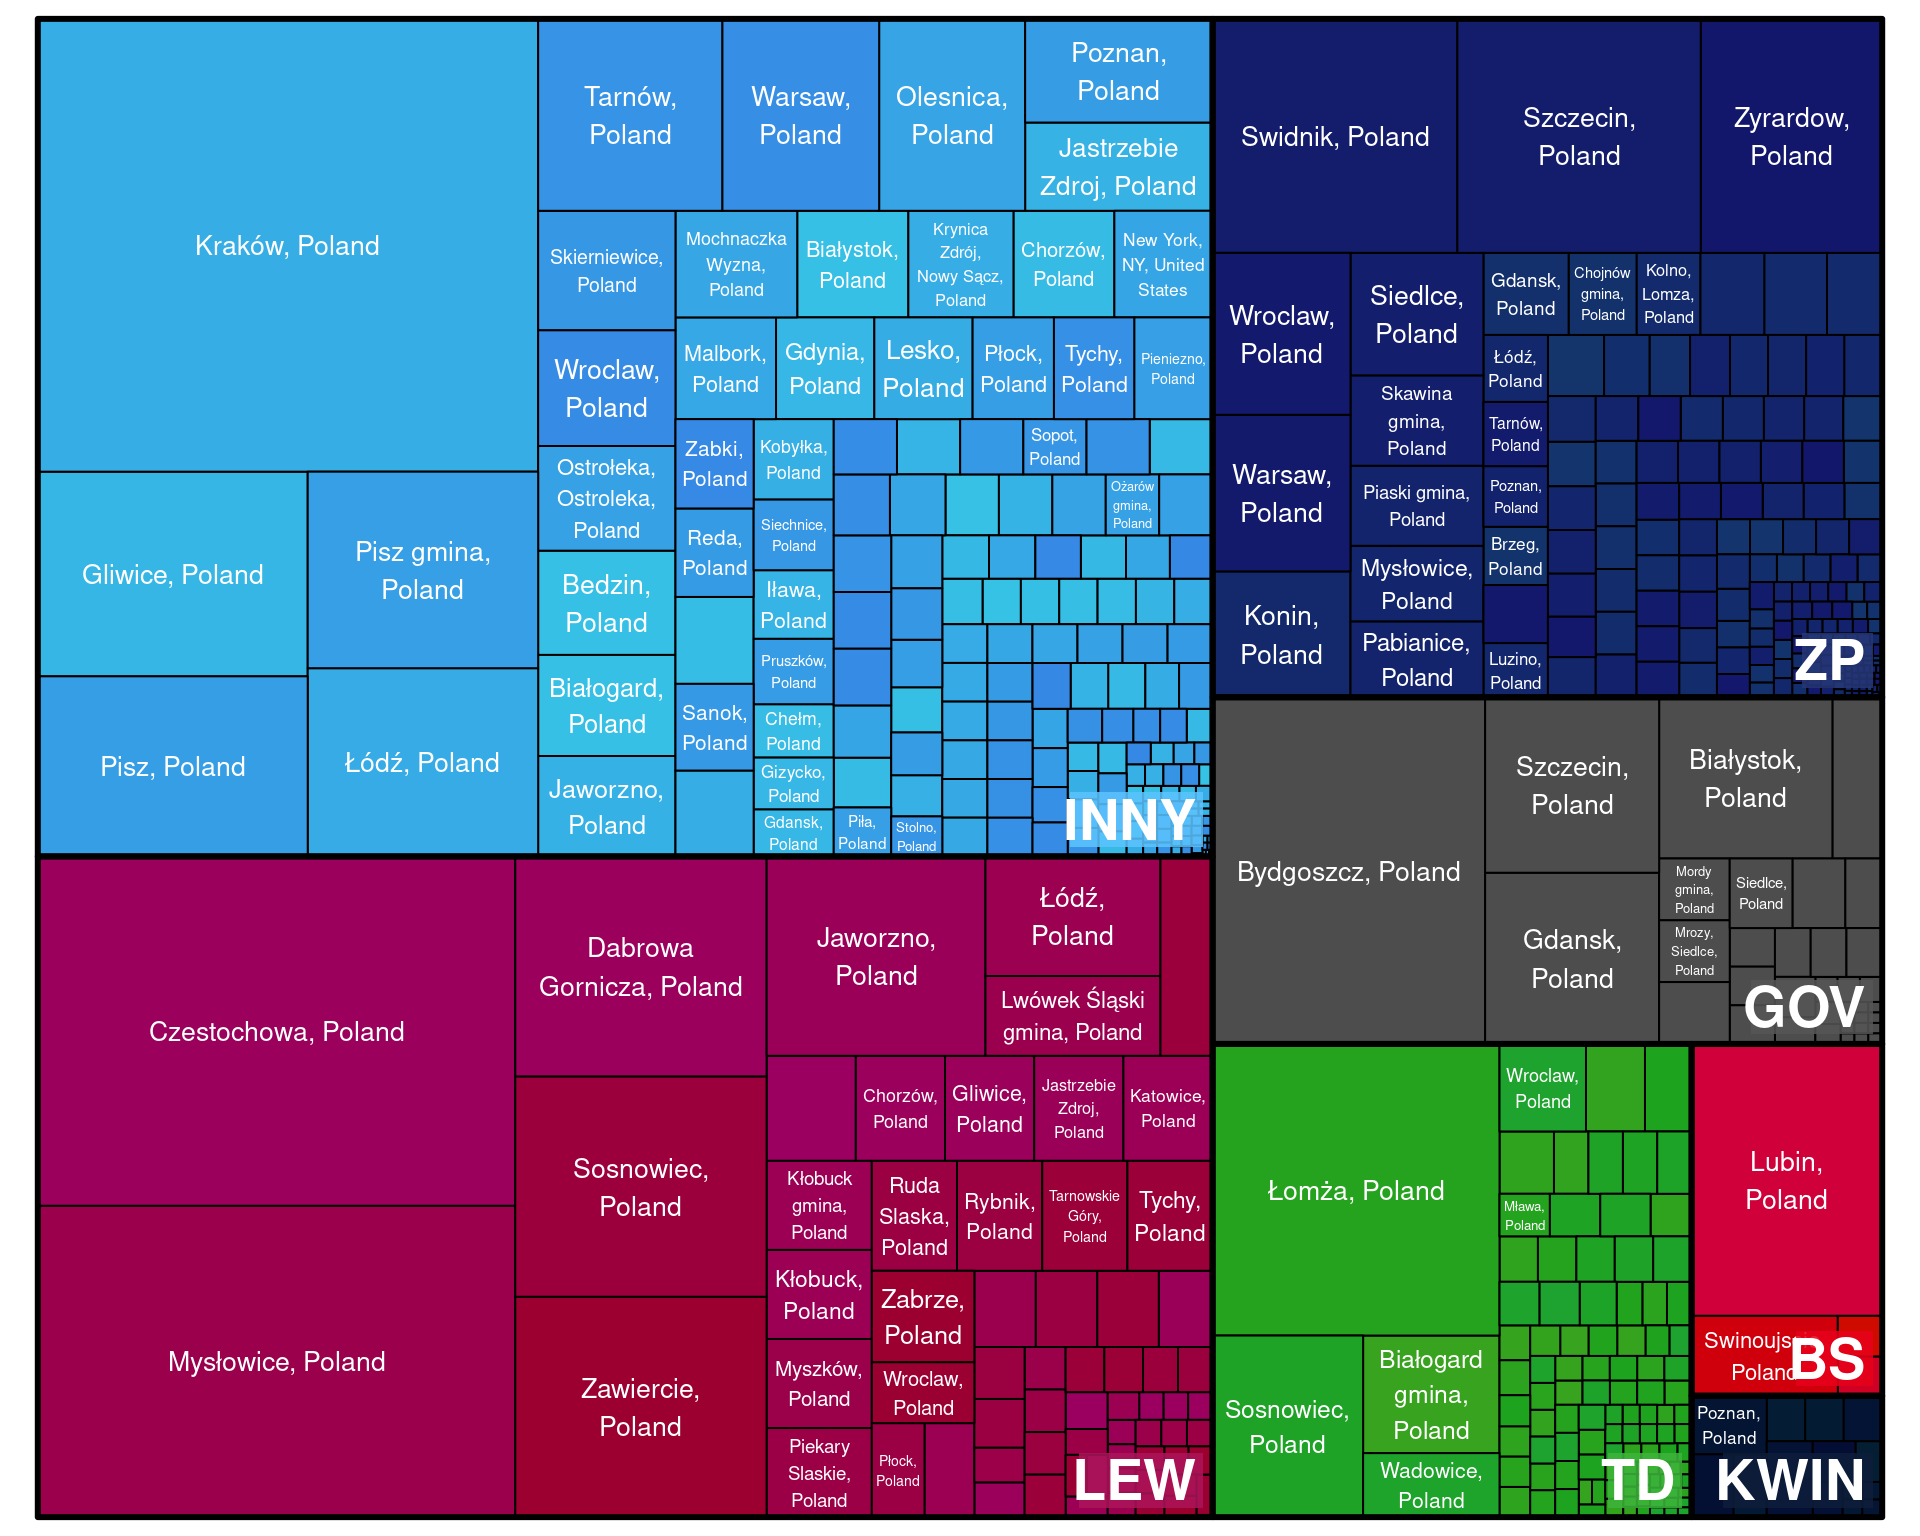 Kraków, Poland
Gliwice, Poland
Pisz gmina,
Poland
Pisz, Poland
Łódź, Poland
Tarnów,
Poland
Warsaw,
Poland
Olesnica,
Poland
Poznan,
Poland
Jastrzebie
Zdroj, Poland
Skierniewice,
Poland
Mochnaczka
Wyzna,
Poland
Białystok,
Poland
Krynica
Zdrój,
Nowy Sącz,
Poland
Chorzów,
Poland
New York,
NY, United
States
Wroclaw,
Poland
Malbork,
Poland
Gdynia,
Poland
Lesko,
Poland
Płock,
Poland
Tychy,
Poland
Pieniezno,
Poland
Ostrołeka,
Ostroleka,
Poland
Bedzin,
Poland
Białogard,
Poland
Jaworzno,
Poland
Zabki,
Poland
Reda,
Poland
Sanok,
Poland
Kobyłka,
Poland
Siechnice,
Poland
Iława,
Poland
Pruszków,
Poland
Chełm,
Poland
Gizycko,
Poland
Gdansk,
Poland
Sopot,
Poland
Ożarów
gmina,
Poland
Piła,
Poland
Stolno,
Poland
INNY
Swidnik, Poland
Szczecin,
Poland
Zyrardow,
Poland
Wroclaw,
Poland
Warsaw,
Poland
Konin,
Poland
Siedlce,
Poland
Skawina
gmina,
Poland
Piaski gmina,
Poland
Mysłowice,
Poland
Pabianice,
Poland
Gdansk,
Poland
Chojnów
gmina,
Poland
Kolno,
Lomza,
Poland
Łódź,
Poland
Tarnów,
Poland
Poznan,
Poland
Brzeg,
Poland
Luzino,
Poland
ZP
Bydgoszcz, Poland
Szczecin,
Poland
Gdansk,
Poland
Białystok,
Poland
Mordy
gmina,
Poland
Siedlce,
Poland
Mrozy,
Siedlce,
Poland
GOV
Czestochowa, Poland
Mysłowice, Poland
Dabrowa
Gornicza, Poland
Sosnowiec,
Poland
Zawiercie,
Poland
Jaworzno,
Poland
Łódź,
Poland
Lwówek Śląski
gmina, Poland
Chorzów,
Poland
Gliwice,
Poland
Jastrzebie
Zdroj,
Poland
Katowice,
Poland
Kłobuck
gmina,
Poland
Ruda
Slaska,
Poland
Rybnik,
Poland
Tarnowskie
Góry,
Poland
Tychy,
Poland
Kłobuck,
Poland
Zabrze,
Poland
Myszków,
Poland
Wroclaw,
Poland
Piekary
Slaskie,
Poland
Płock,
Poland
LEW
Łomża, Poland
Sosnowiec,
Poland
Białogard
gmina,
Poland
Wadowice,
Poland
Wroclaw,
Poland
Mława,
Poland
TD
Lubin,
Poland
Poland
BS
Poznan,
Poland
KWIN